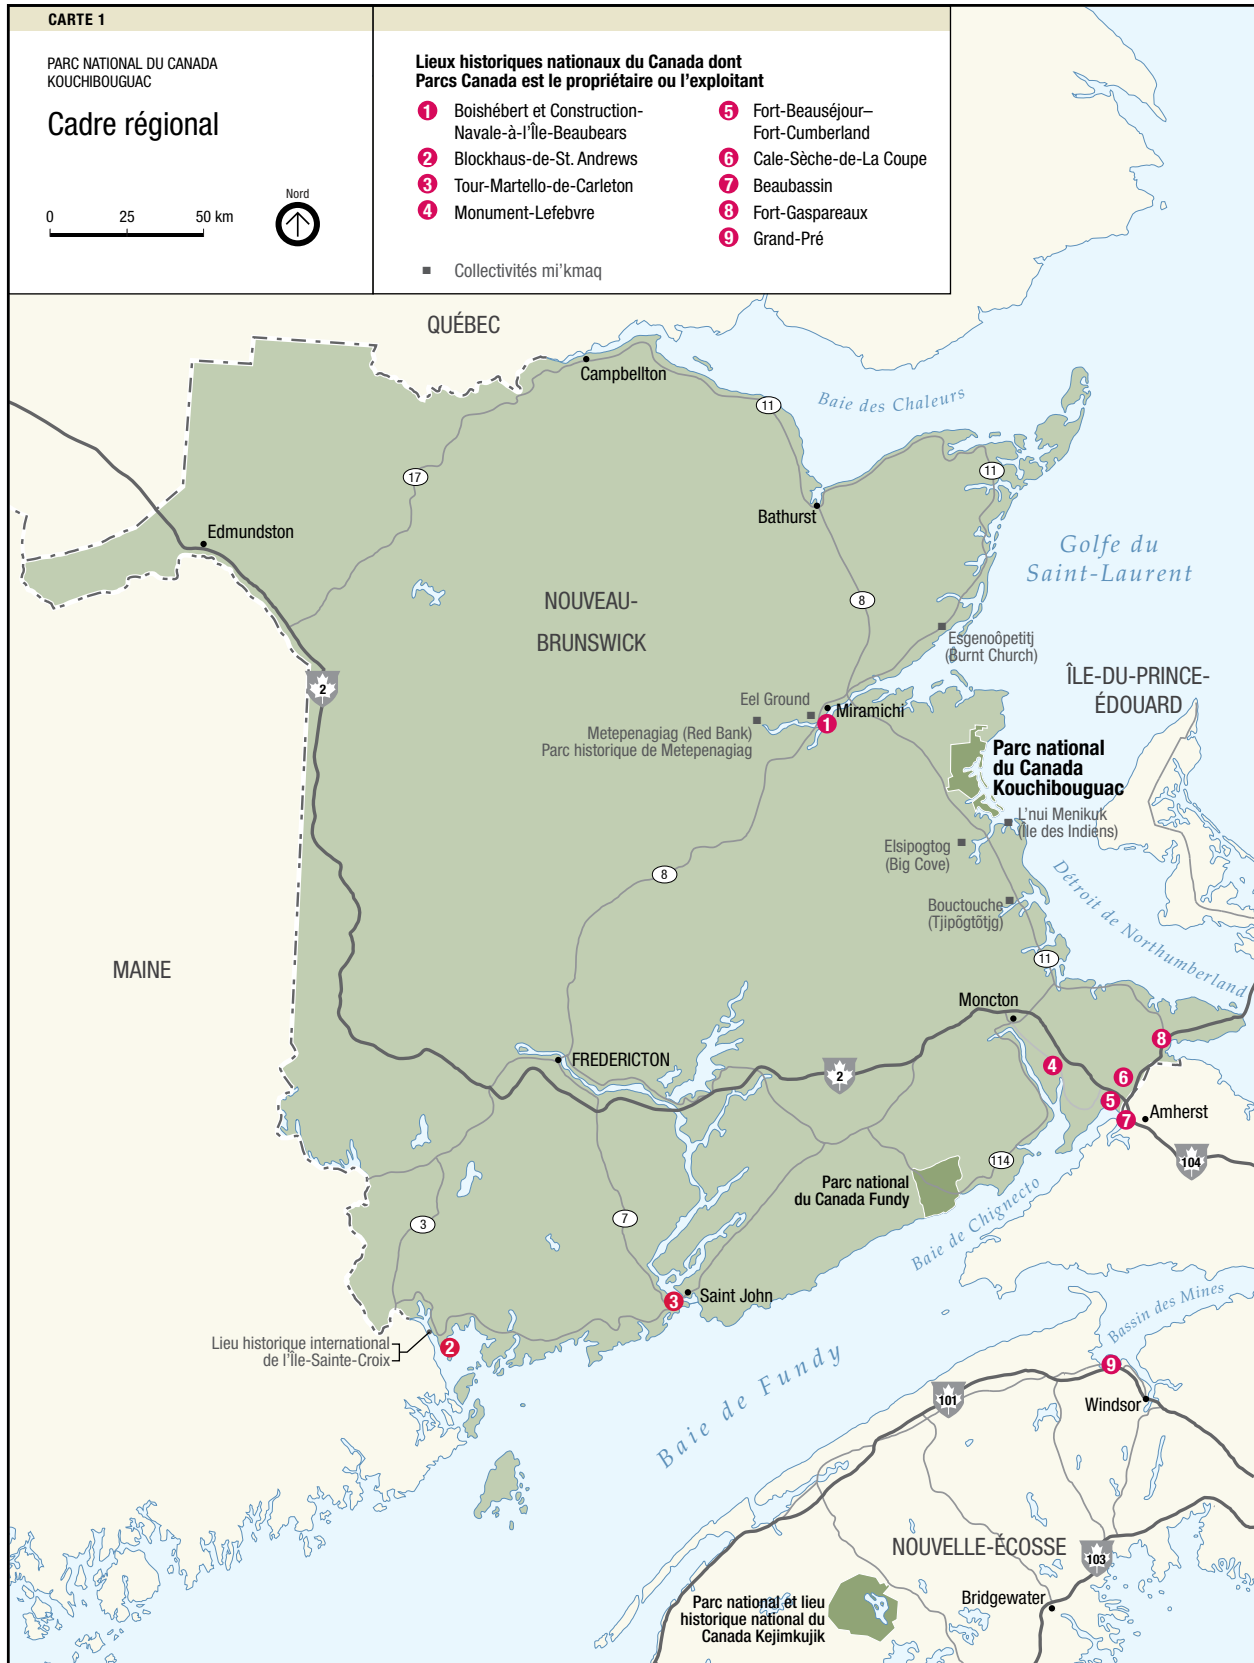 CARTE 1
PARC NATIONAL DU CANADA
KOUCHIBOUGUAC
Cadre régional
0 25 50 km
Nord
Lieux historiques nationaux du Canada dont
Parcs Canada est le propriétaire ou l'exploitant
1 Boishébert et Construction-
Navale-à-l'Île-Beaubears
2 Blockhaus-de-St. Andrews
3 Tour-Martello-de-Carleton
4 Monument-Lefebvre
5 Fort-Beauséjour–
Fort-Cumberland
6 Cale-Sèche-de-La Coupe
7 Beaubassin
8 Fort-Gaspareaux
9 Grand-Pré
Collectivités mi'kmaq
QUÉBEC
Campbellton
11
Baie des Chaleurs
17
11
Bathurst
Edmundston
Golfe du
Saint-Laurent
NOUVEAU-
BRUNSWICK
8
Esgenoôpetitj
(Burnt Church)
2
ÎLE-DU-PRINCE-
ÉDOUARD
Eel Ground
Miramichi
1
Metepenagiag (Red Bank)
Parc historique de Metepenagiag
Parc national
du Canada
Kouchibouguac
L'nui Menikuk
(Île des Indiens)
Elsipogtog
(Big Cove)
8
Bouctouche
(Tjipõgtõtjg)
Détroit de Northumberland
MAINE
11
Moncton
8
FREDERICTON
2
4
6
5
7
Amherst
104
114
Parc national
du Canada Fundy
3
7
Baie de Chignecto
Saint John
3
Lieu historique international
de l'Île-Sainte-Croix
2
Bassin des Mines
Baie de Fundy
9
101
Windsor
NOUVELLE-ÉCOSSE
103
Bridgewater
Parc national et lieu
historique national du
Canada Kejimkujik